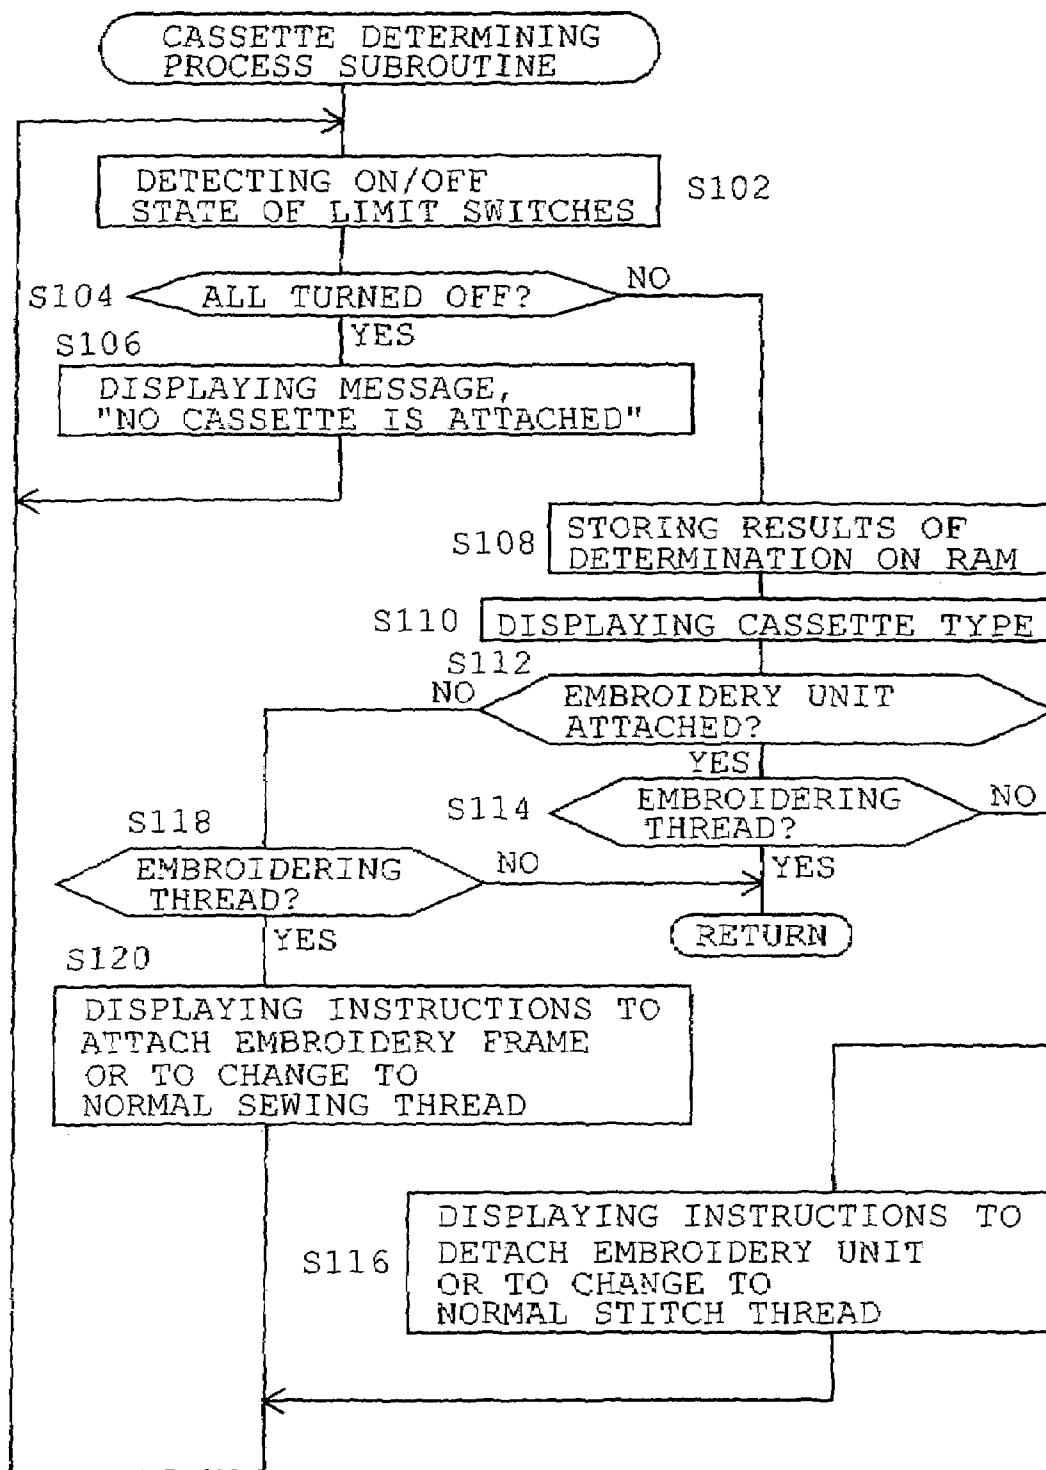 CASSETTE DETERMINING
PROCESS SUBROUTINE
DETECTING ON/OFF
STATE OF LIMIT SWITCHES
S102
S104
ALL TURNED OFF?
NO
YES
S106
DISPLAYING MESSAGE,
"NO CASSETTE IS ATTACHED"
S108
STORING RESULTS OF
DETERMINATION ON RAM
S110
DISPLAYING CASSETTE TYPE
S112
NO
EMBROIDERY UNIT
ATTACHED?
YES
S114
EMBROIDERING
THREAD?
NO
YES
S118
EMBROIDERING
THREAD?
NO
YES
RETURN
S120
DISPLAYING INSTRUCTIONS TO
ATTACH EMBROIDERY FRAME
OR TO CHANGE TO
NORMAL SEWING THREAD
S116
DISPLAYING INSTRUCTIONS TO
DETACH EMBROIDERY UNIT
OR TO CHANGE TO
NORMAL STITCH THREAD